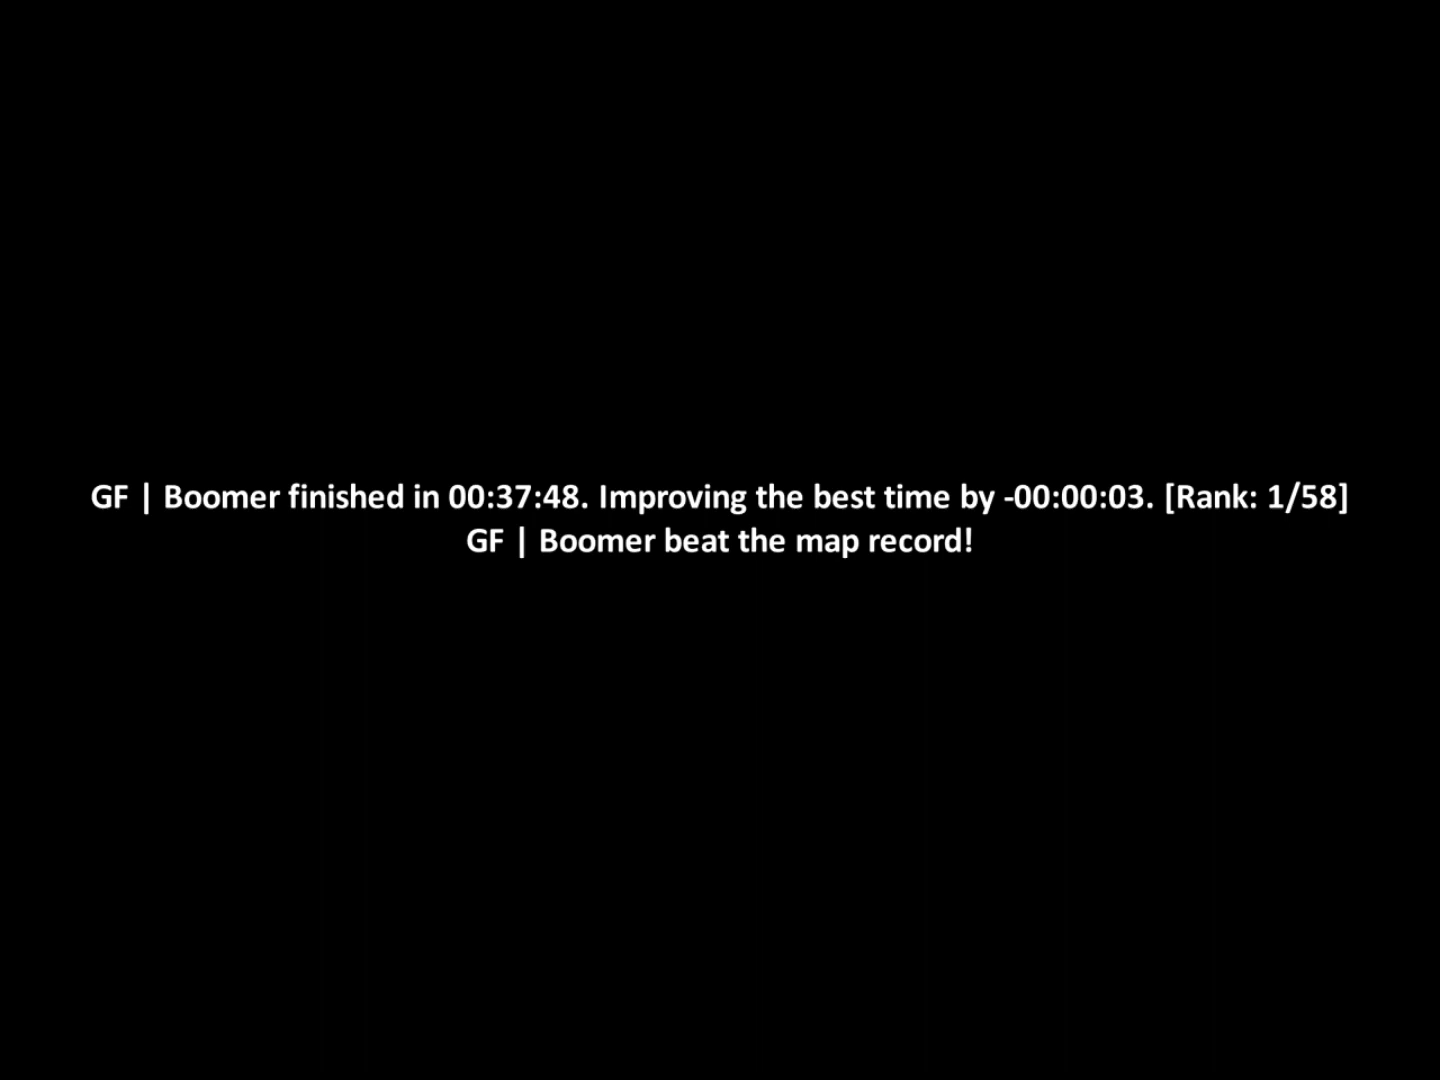 GF | Boomer finished in 00:37:48. Improving the best time by -00:00:03. [Rank: 1/58]
GF | Boomer beat the map record!